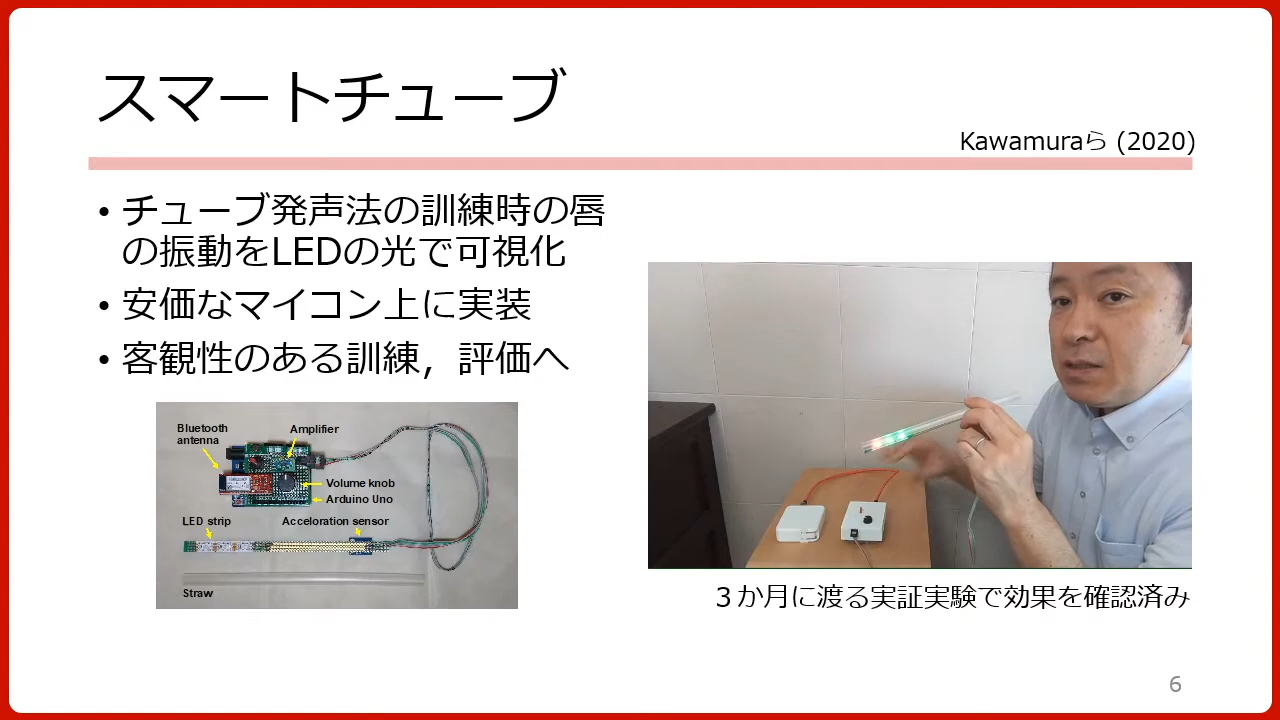 スマートチューブ
Kawamuraら (2020)
• チューブ発声法の訓練時の唇
の振動をLEDの光で可視化
• 安価なマイコン上に実装
• 客観性のある訓練，評価へ
Bluetooth
antenna
Amplifier
Volume knob
Arduino Uno
LED strip
Accoloration sensor
Straw
３か月に渡る実証実験で効果を確認済み
6